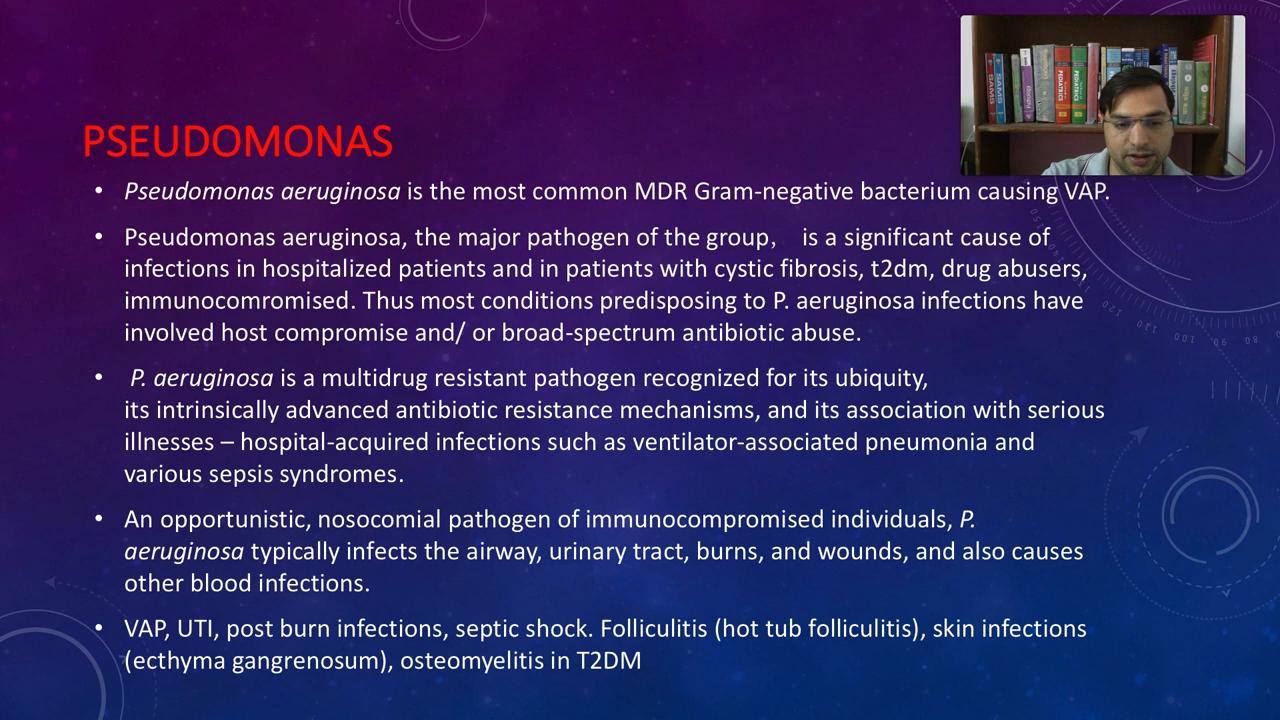 PSEUDOMONAS
• Pseudomonas aeruginosa is the most common MDR Gram-negative bacterium causing VAP.
• Pseudomonas aeruginosa, the major pathogen of the group, is a significant cause of
infections in hospitalized patients and in patients with cystic fibrosis, t2dm, drug abusers,
immunocomromised. Thus most conditions predisposing to P. aeruginosa infections have
involved host compromise and/ or broad-spectrum antibiotic abuse.
• P. aeruginosa is a multidrug resistant pathogen recognized for its ubiquity,
its intrinsically advanced antibiotic resistance mechanisms, and its association with serious
illnesses – hospital-acquired infections such as ventilator-associated pneumonia and
various sepsis syndromes.
• An opportunistic, nosocomial pathogen of immunocompromised individuals, P.
aeruginosa typically infects the airway, urinary tract, burns, and wounds, and also causes
other blood infections.
• VAP, UTI, post burn infections, septic shock. Folliculitis (hot tub folliculitis), skin infections
(ecthyma gangrenosum), osteomyelitis in T2DM
SAMS
SAMS
PEDIATRICS
PEDIATRICS